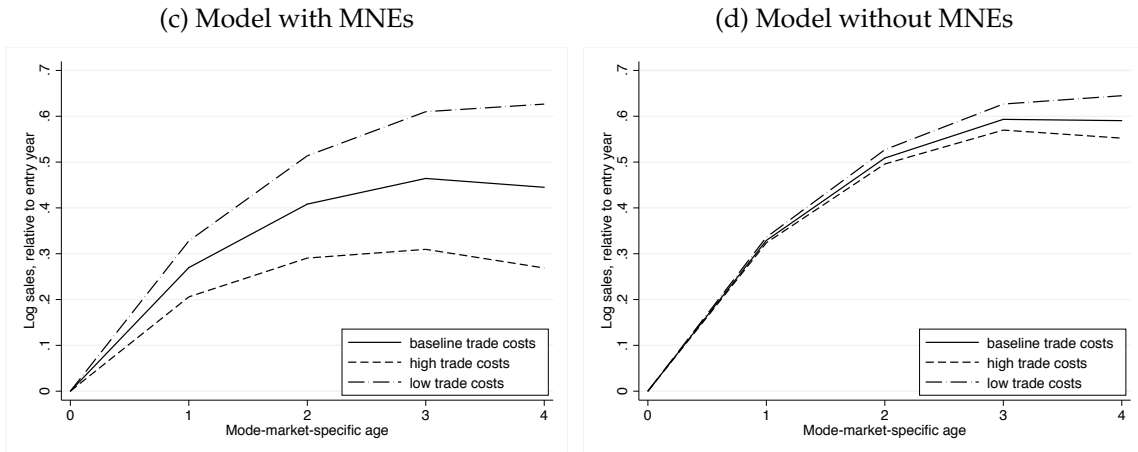 (c) Model with MNEs
(d) Model without MNEs
Log sales, relative to entry year
0 .1 .2 .3 .4 .5 .6 .7
baseline trade costs
high trade costs
low trade costs
0 1 2 3 4
Mode-market-specific age
Log sales, relative to entry year
0 .1 .2 .3 .4 .5 .6 .7
baseline trade costs
high trade costs
low trade costs
0 1 2 3 4
Mode-market-specific age